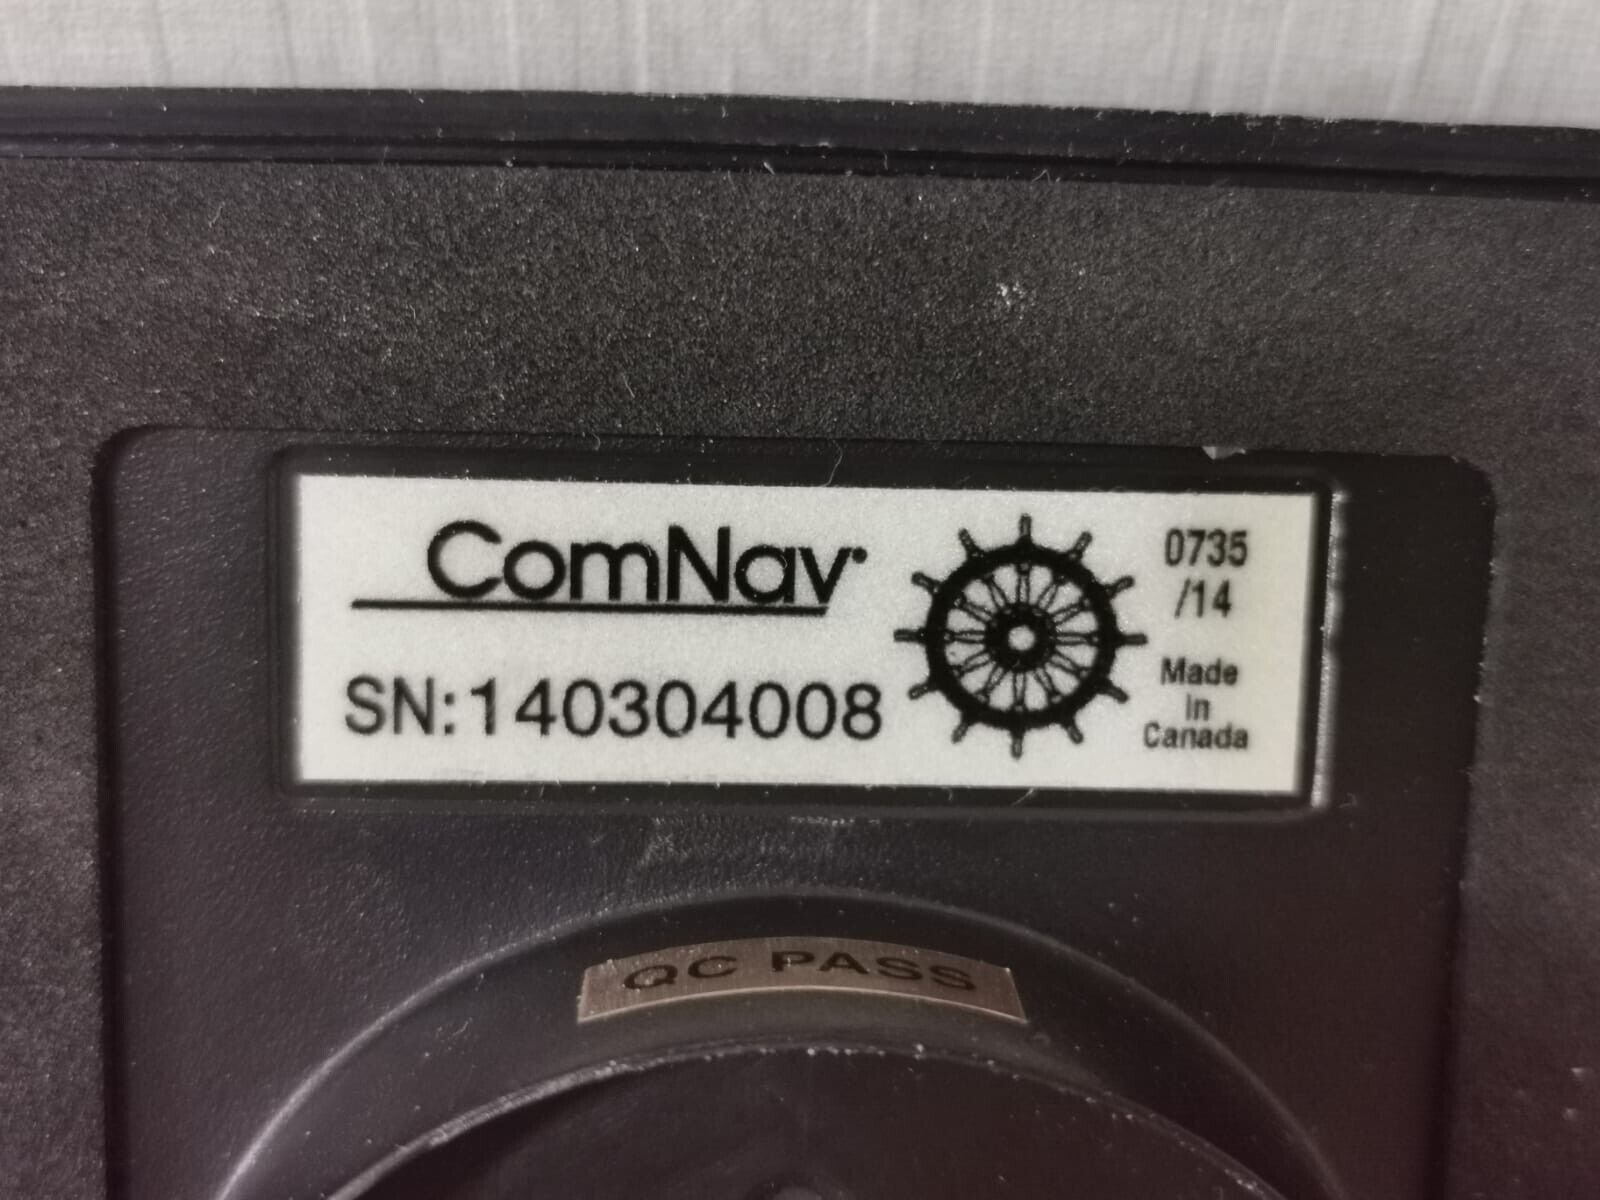 ComNav
SN:140304008
0735
/14
Made
in
Canada
QC PASS